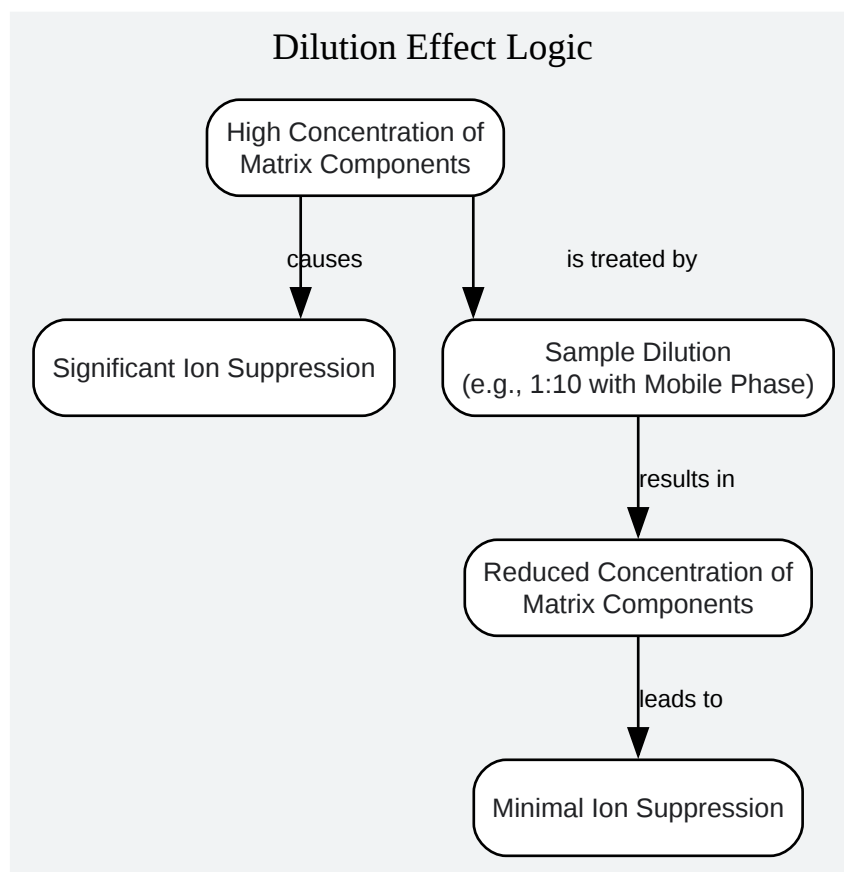 Dilution Effect Logic
High Concentration of
Matrix Components
causes
is treated by
Significant Ion Suppression
Sample Dilution
(e.g., 1:10 with Mobile Phase)
results in
Reduced Concentration of
Matrix Components
leads to
Minimal Ion Suppression